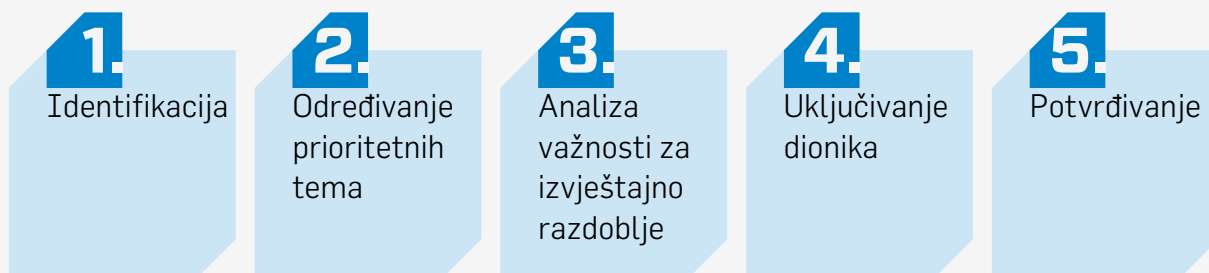 1.
Identifikacija
2.
Određivanje
prioritetnih
tema
3.
Analiza
važnosti za
izvještajno
razdoblje
4.
Uključivanje
dionika
5.
Potvrđivanje